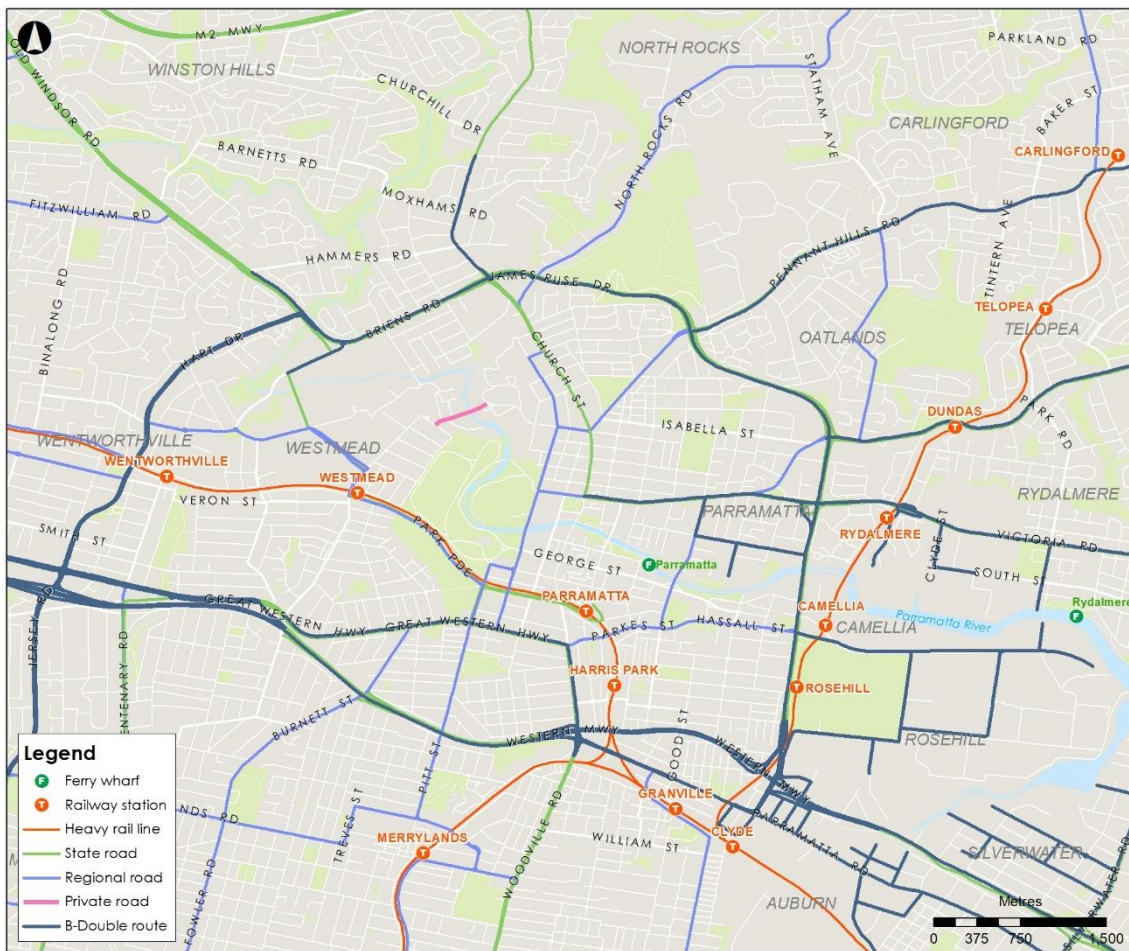 M2 MWY
NORTH ROCKS
PARKLAND RD
OLD WINDSOR RD
WINSTON HILLS
STATHAM AVE
CHURCHILL DR
BAKER ST
CARLINGFORD
CARLINGFORD
BARNETTS RD
NORTH ROCKS RD
MOXHAMS RD
FITZWILLIAM RD
TINTERN AVE
PENNANT HILLS RD
HAMMERS RD
JAMES RUSE DR
BINALONG RD
BRIENS RD
TELOPEA
TELOPEA
HART DR
CHURCH ST
OATLANDS
DUNDAS
PARK RD
ISABELLA ST
WENTWORTHVILLE
WESTMEAD
WENTWORTHVILLE
WESTMEAD
VERON ST
RYDALMERE
PARRAMATTA
RYDALMERE
CLYDE ST
VICTORIA RD
SMITH ST
PARK PDE
GEORGE ST
Parramatta
SOUTH ST
JERSEY RD
GREAT WESTERN HWY
GREAT WESTERN HWY
PARRAMATTA
CAMELLIA
Rydalmere
PARKES ST
HASSALL ST
CAMELLIA
Parramatta River
ENTENARY RD
HARRIS PARK
ROSEHILL
BURNETT ST
WESTERN MWY
GOOD ST
WESTERN MWY
ROSEHILL
PITT ST
GRANVILLE
NDS RD
TREVES ST
MERRYLANDS
WOODVILLE RD
WILLIAM ST
CLYDE
PARRAMATTA RD
SILVERWATER
FOWLER RD
AUBURN
SILVERWATER RD
Legend
Ferry wharf
Railway station
Heavy rail line
State road
Regional road
Private road
B-Double route
Metres
0 375 750 1,500